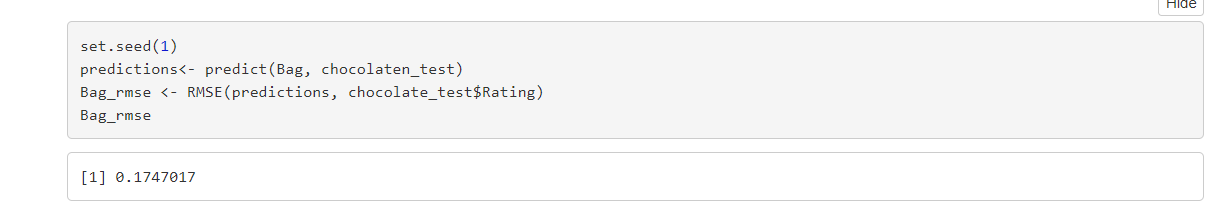 Hide
set.seed(1)
predictions<- predict(Bag, chocolaten_test)
Bag_rmse <- RMSE(predictions, chocolate_test$Rating)
Bag_rmse
[1] 0.1747017